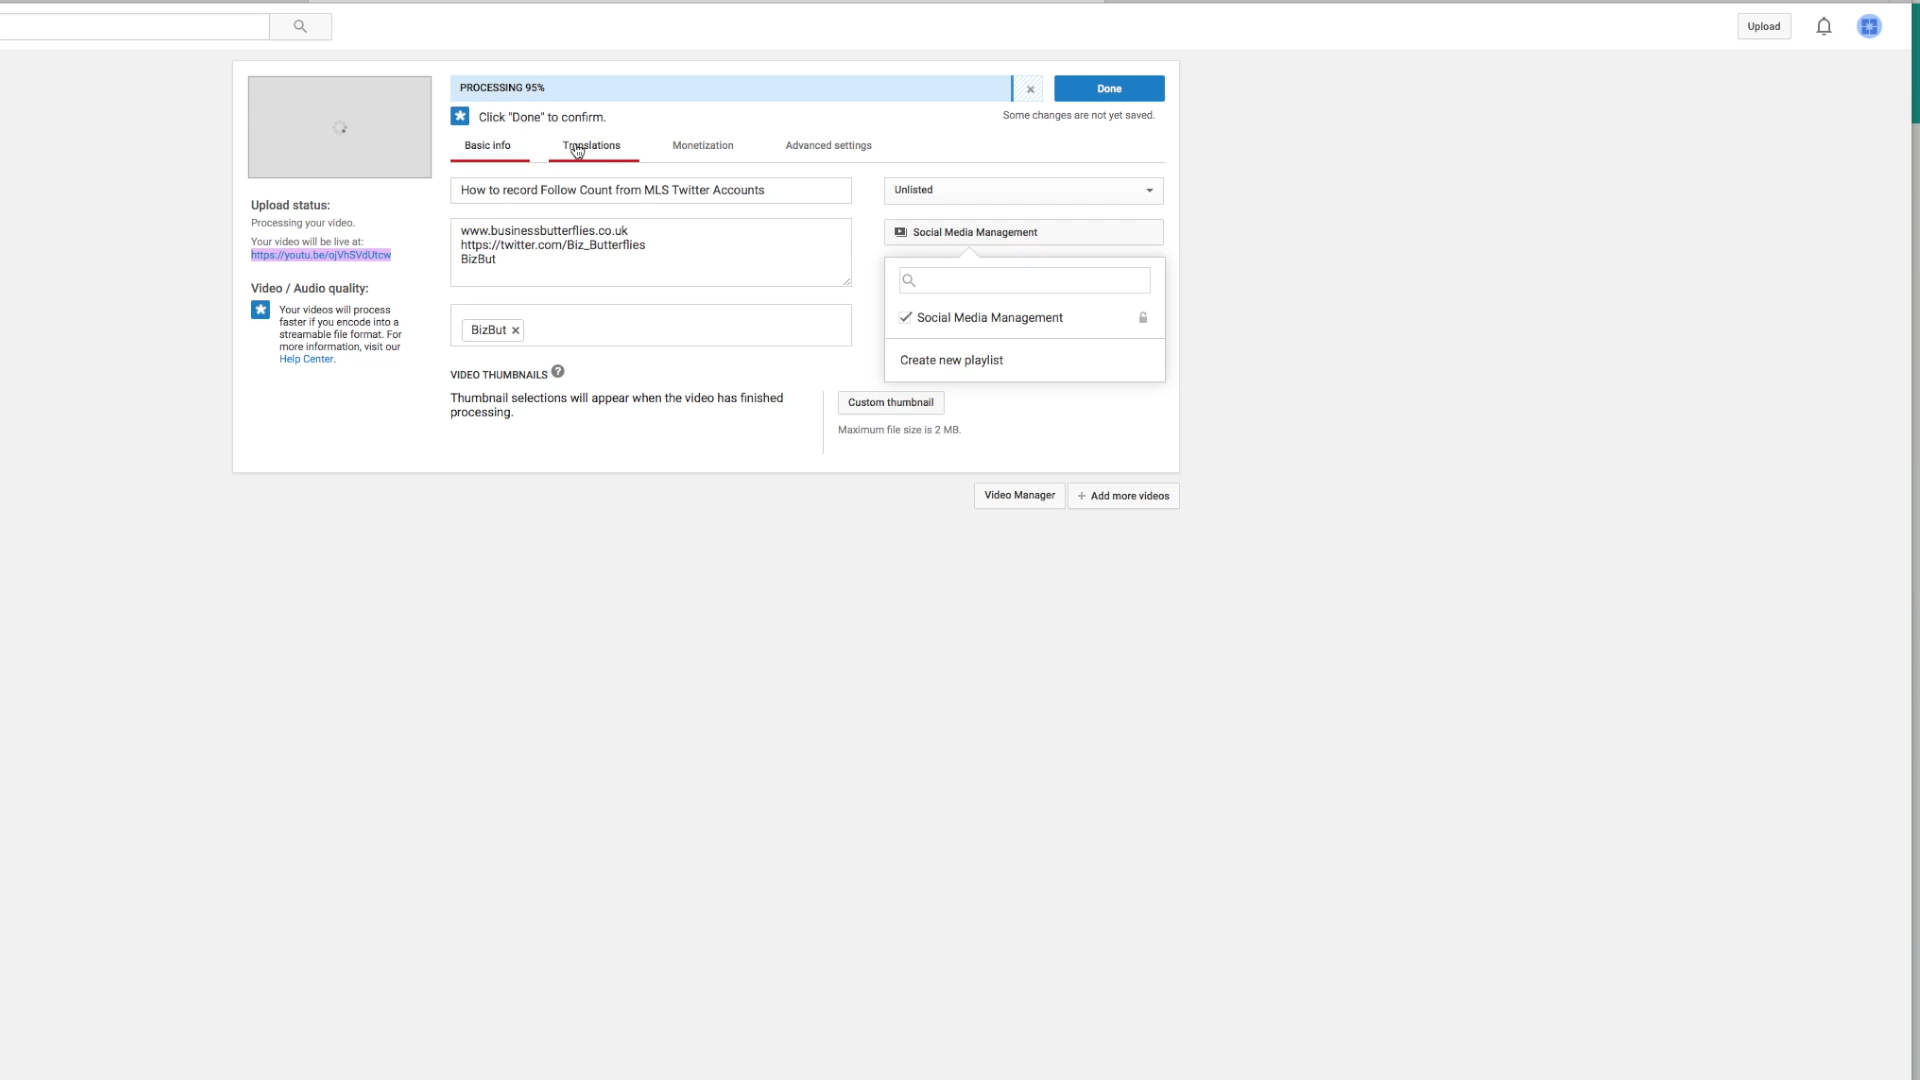 Upload
PROCESSING 95%
Done
Click "Done" to confirm.
Some changes are not yet saved.
Basic info
Translations
Monetization
Advanced settings
How to record Follow Count from MLS Twitter Accounts
Unlisted
Upload status:
Processing your video.
Your video will be live at:
https://youtu.be/ojVhSVdUtcw
www.businessbutterflies.co.uk
https://twitter.com/Biz_Butterflies
BizBut
Social Media Management
Video / Audio quality:
Your videos will process
faster if you encode into a
streamable file format. For
more information, visit our
Help Center.
BizBut
Social Media Management
Create new playlist
VIDEO THUMBNAILS
Thumbnail selections will appear when the video has finished
processing.
Custom thumbnail
Maximum file size is 2 MB.
Video Manager
+ Add more videos